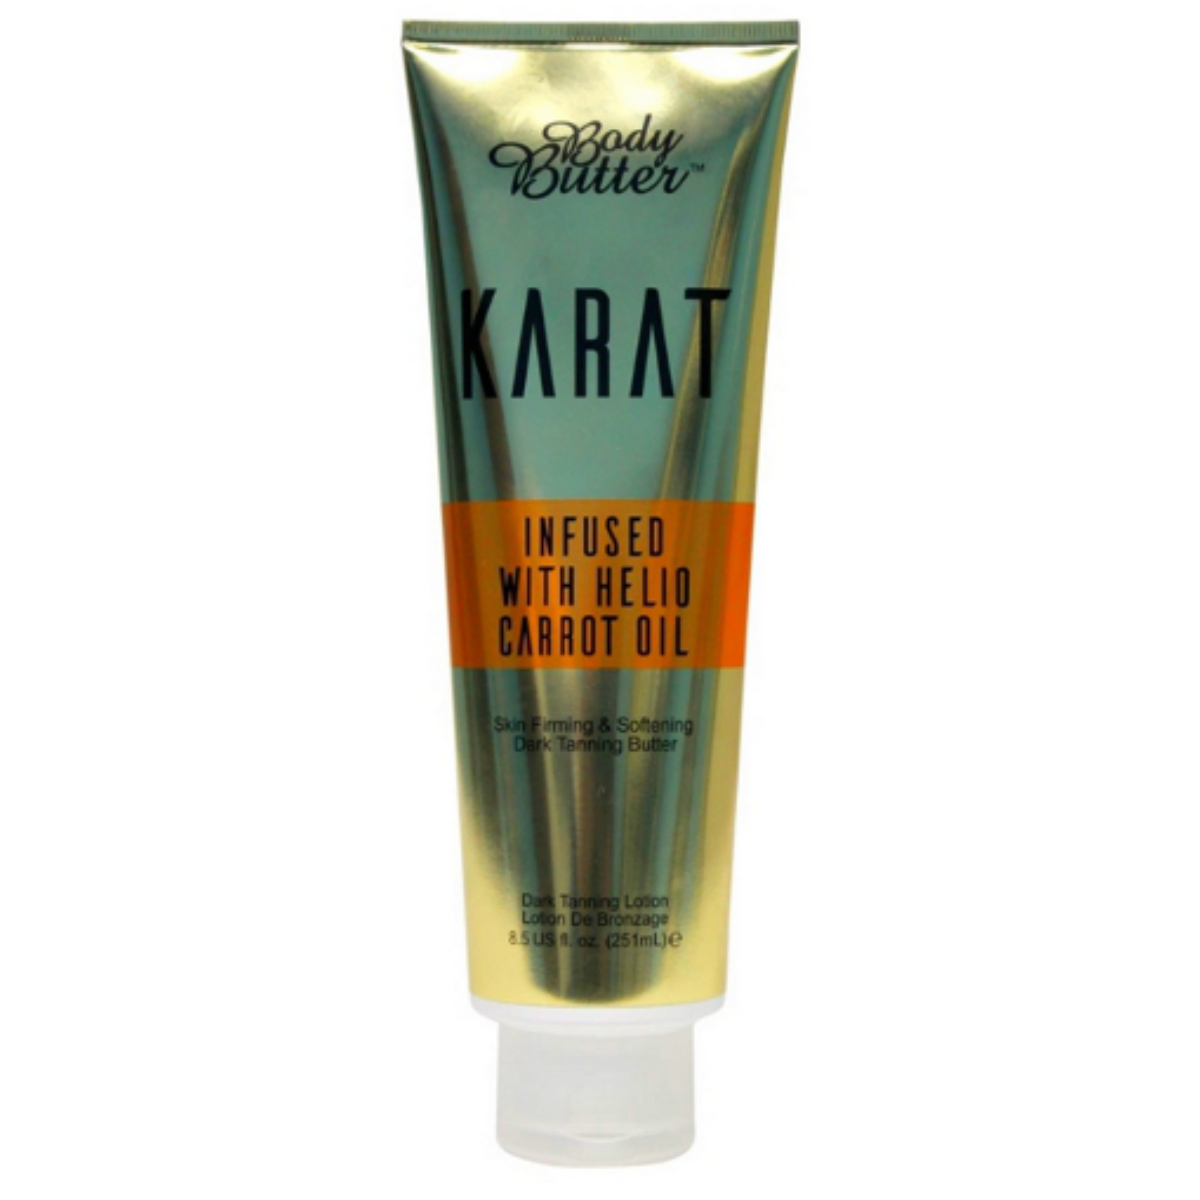 Body
Butter™
KARAT
INFUSED
WITH HELIO
CARROT OIL
Skin Firming & Softening
Dark Tanning Butter
Dark Tanning Lotion
Lotion De Bronzage
8.5 US fl. oz. (251mL)℮